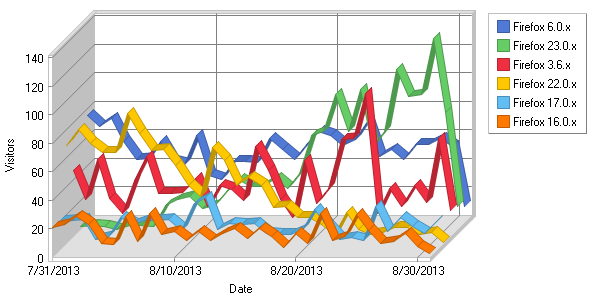 140
120
100
80
60
40
20
0
Visitors
7/31/2013
8/10/2013
8/20/2013
8/30/2013
Date
Firefox 6.0.x
Firefox 23.0.x
Firefox 3.6.x
Firefox 22.0.x
Firefox 17.0.x
Firefox 16.0.x